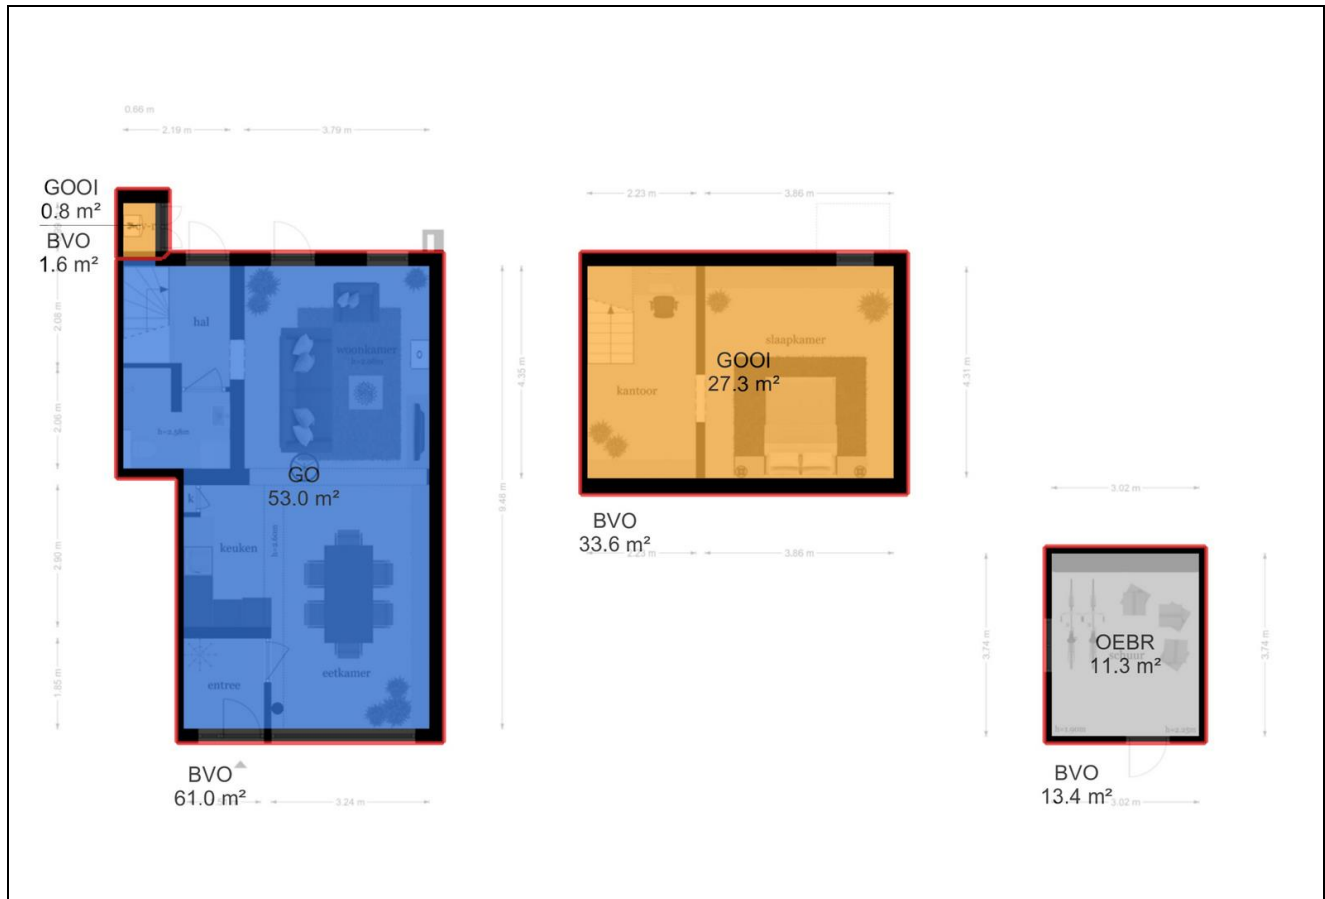 0.66 m
2.19 m
3.79 m
GOOI
0.8 m²
BVO
1.6 m²
2.08 m
2.06 m
2.90 m
1.85 m
hal
woonkamer
GO
53.0 m²
k
keuken
eetkamer
entree
4.35 m
9.48 m
BVO
61.0 m²
3.24 m
2.23 m
3.86 m
slaapkamer
GOOI
27.3 m²
kantoor
4.31 m
BVO
33.6 m²
2.23 m
3.86 m
3.02 m
3.74 m
OEBR
schuur
11.3 m²
3.74 m
BVO
13.4 m²
3.02 m